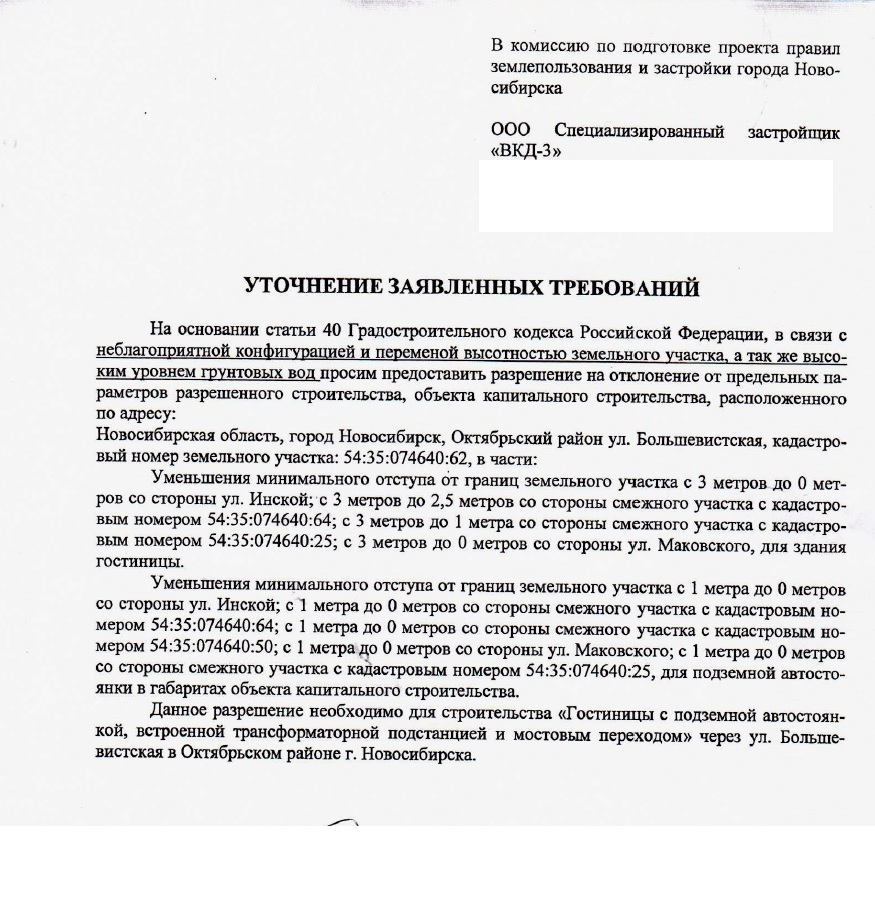 В комиссию по подготовке проекта правил
землепользования и застройки города Ново-
сибирска
ООО Специализированный застройщик
«ВКД-3»
УТОЧНЕНИЕ ЗАЯВЛЕННЫХ ТРЕБОВАНИЙ
На основании статьи 40 Градостроительного кодекса Российской Федерации, в связи с
неблагоприятной конфигурацией и переменой высотностью земельного участка, а так же высо-
ким уровнем грунтовых вод просим предоставить разрешение на отклонение от предельных па-
раметров разрешенного строительства, объекта капитального строительства, расположенного
по адресу:
Новосибирская область, город Новосибирск, Октябрьский район ул. Большевистская, кадастро-
вый номер земельного участка: 54:35:074640:62, в части:
Уменьшения минимального отступа от границ земельного участка с 3 метров до 0 мет-
ров со стороны ул. Инской; с 3 метров до 2,5 метров со стороны смежного участка с кадастро-
вым номером 54:35:074640:64; с 3 метров до 1 метра со стороны смежного участка с кадастро-
вым номером 54:35:074640:25; с 3 метров до 0 метров со стороны ул. Маковского, для здания
гостиницы.
Уменьшения минимального отступа от границ земельного участка с 1 метра до 0 метров
со стороны ул. Инской; с 1 метра до 0 метров со стороны смежного участка с кадастровым но-
мером 54:35:074640:64; с 1 метра до 0 метров со стороны смежного участка с кадастровым но-
мером 54:35:074640:50; с 1 метра до 0 метров со стороны ул. Маковского; с 1 метра до 0 метров
со стороны смежного участка с кадастровым номером 54:35:074640:25, для подземной автосто-
янки в габаритах объекта капитального строительства.
Данное разрешение необходимо для строительства «Гостиницы с подземной автостоян-
кой, встроенной трансформаторной подстанцией и мостовым переходом» через ул. Больше-
вистская в Октябрьском районе г. Новосибирска.